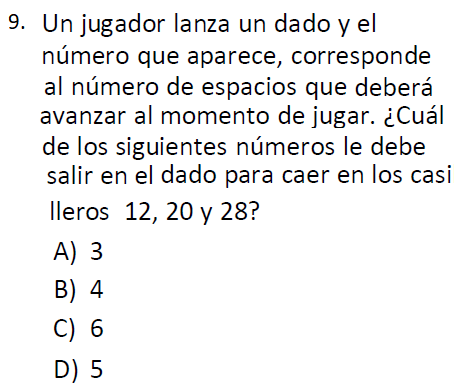 9. Un jugador lanza un dado y el
número que aparece, corresponde
al número de espacios que deberá
avanzar al momento de jugar. ¿Cuál
de los siguientes números le debe
salir en el dado para caer en los casi
lleros 12, 20 y 28?
A) 3
B) 4
C) 6
D) 5